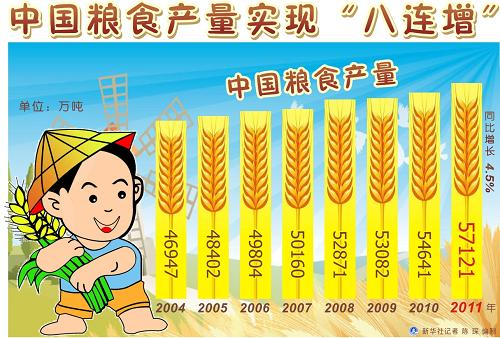 中国粮食产量实现“八连增”
中国粮食产量
单位：万吨
同比增长 4.5%
46947
48402
49804
50160
52871
53082
54641
57121
2004 2005 2006 2007 2008 2009 2010 2011 年
新华社记者 陈琛 编制